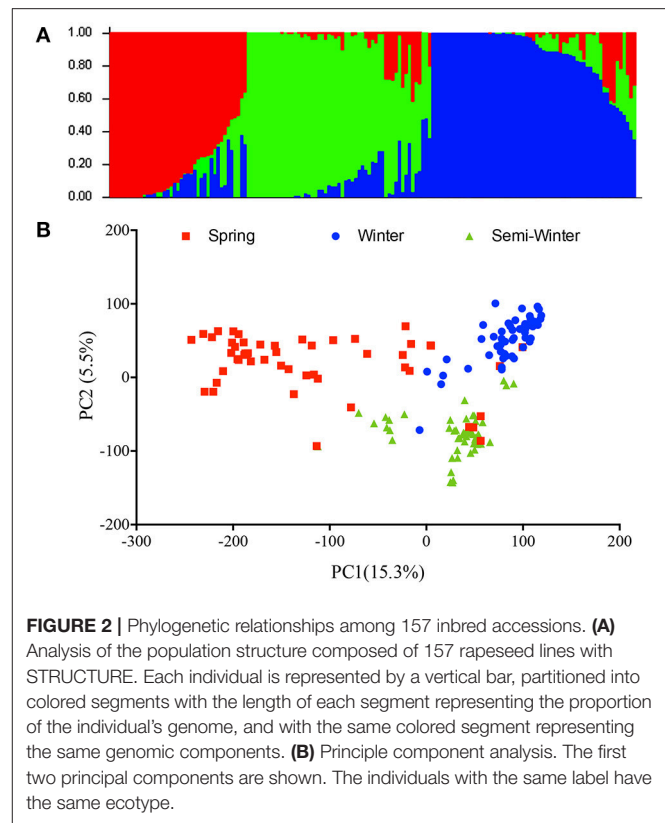 A
1.00
0.80
0.60
0.40
0.20
0.00
B
Spring
Winter
Semi-Winter
200
100
0
-100
-200
PC2 (5.5%)
-300
-200
-100
0
100
200
PC1(15.3%)
FIGURE 2 | Phylogenetic relationships among 157 inbred accessions. (A)
Analysis of the population structure composed of 157 rapeseed lines with
STRUCTURE. Each individual is represented by a vertical bar, partitioned into
colored segments with the length of each segment representing the proportion
of the individual's genome, and with the same colored segment representing
the same genomic components. (B) Principle component analysis. The first
two principal components are shown. The individuals with the same label have
the same ecotype.